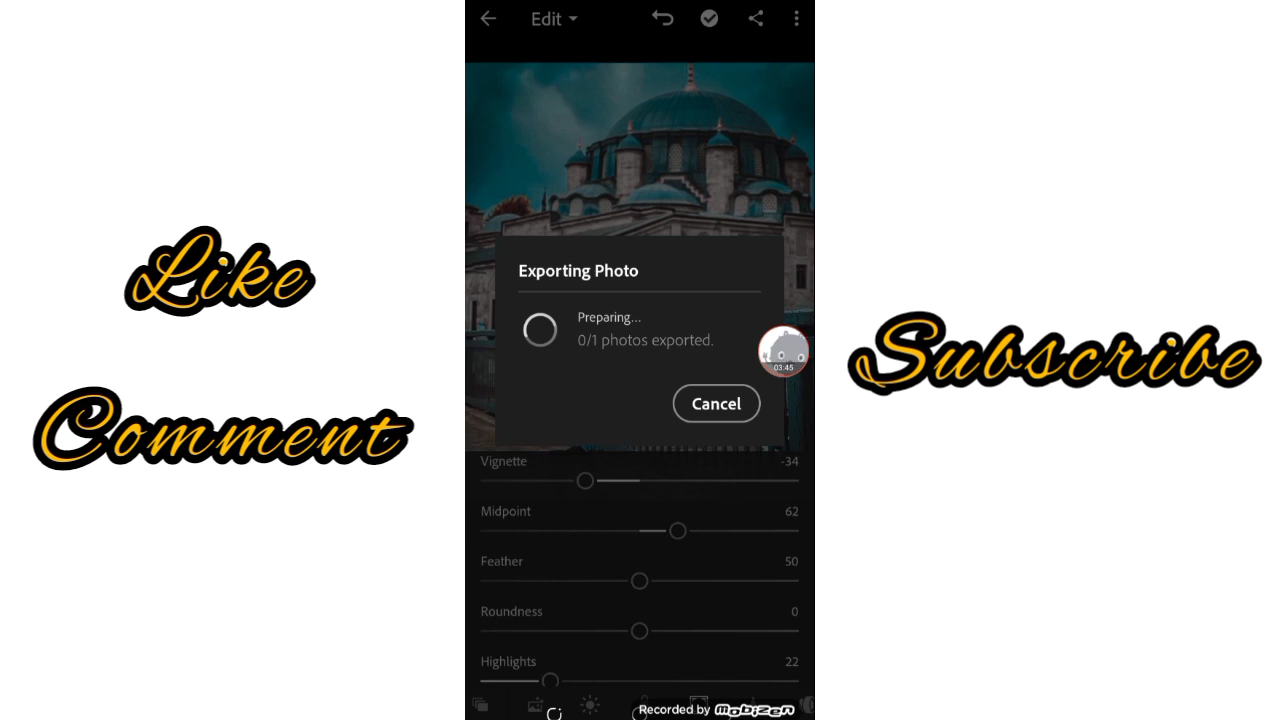 Edit
Like
Comment
Exporting Photo
Preparing...
0/1 photos exported.
03:45
Cancel
Subscribe
Vignette -34
Midpoint 62
Feather 50
Roundness 0
Highlights 22
Recorded by mobizen